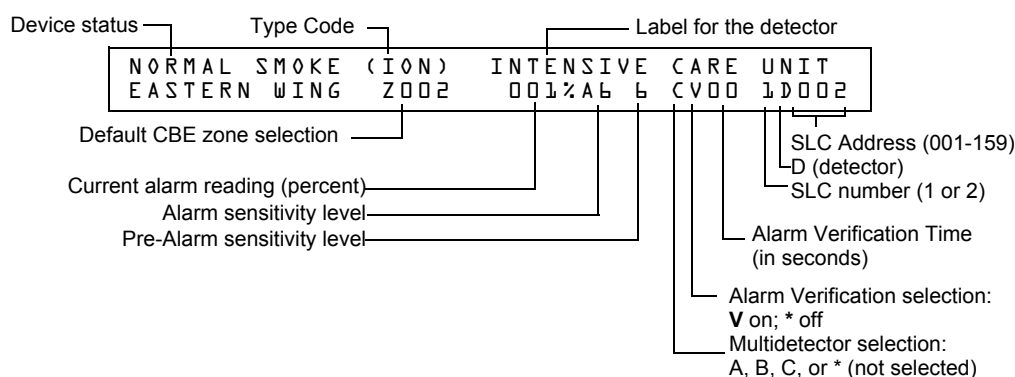 Device status
Type Code
Label for the detector
NORMAL SMOKE (ION) INTENSIVE CARE UNIT
EASTERN WING Z002 001%A6 6 CV00 1D002
Default CBE zone selection
SLC Address (001-159)
D (detector)
SLC number (1 or 2)
Current alarm reading (percent)
Alarm sensitivity level
Pre-Alarm sensitivity level
Alarm Verification Time
(in seconds)
Alarm Verification selection:
V on; * off
Multidetector selection:
A, B, C, or * (not selected)